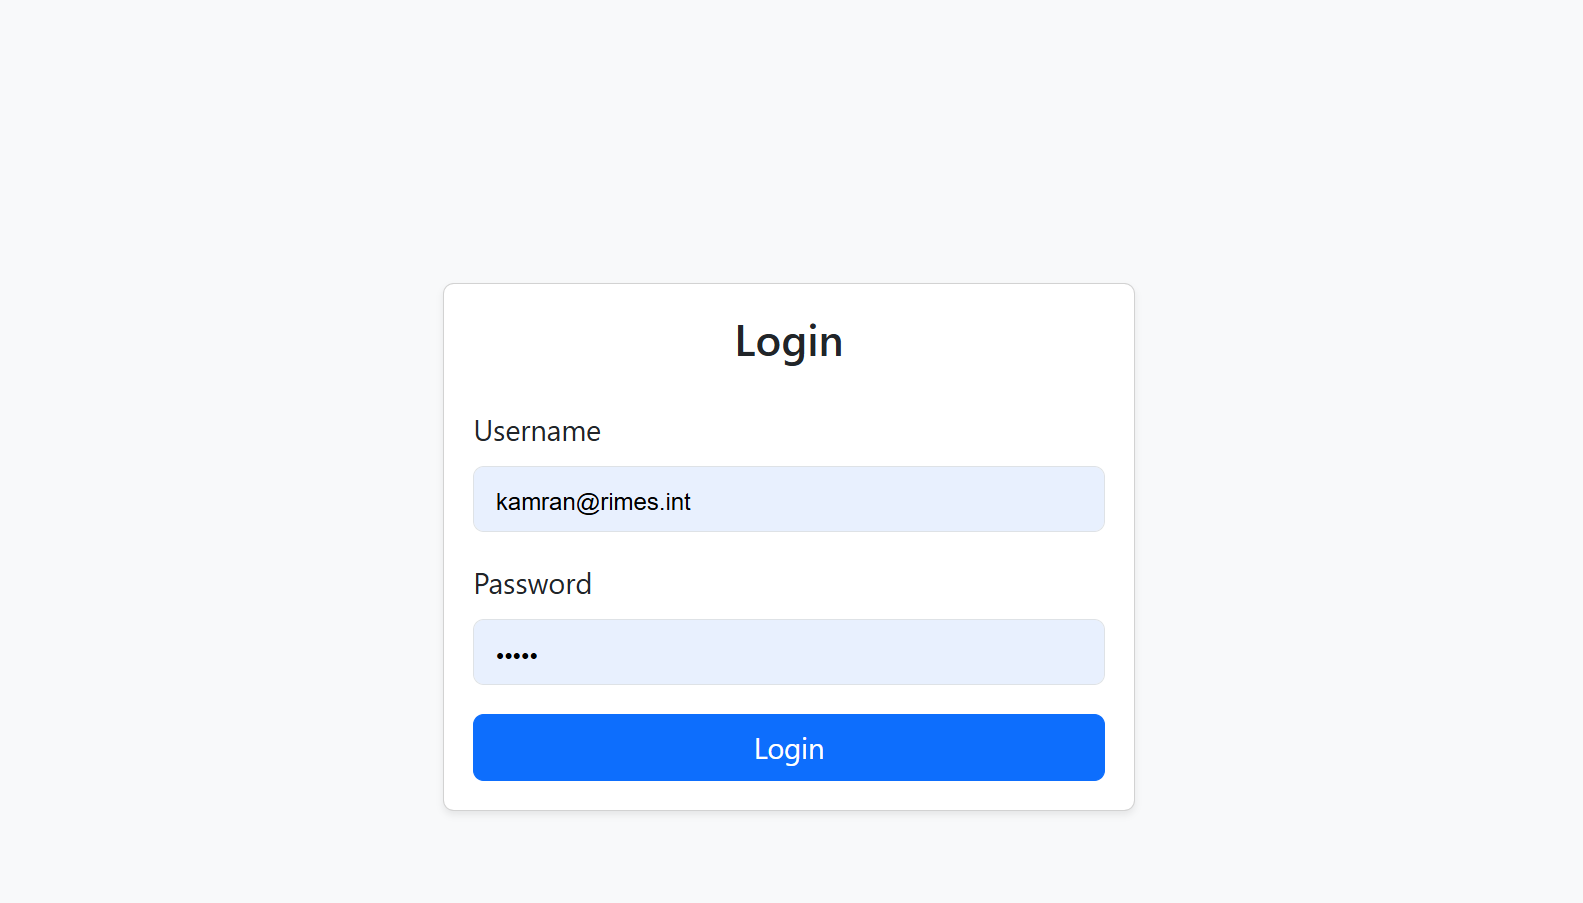 Login
Username
kamran@rimes.int
Password
•••••
Login